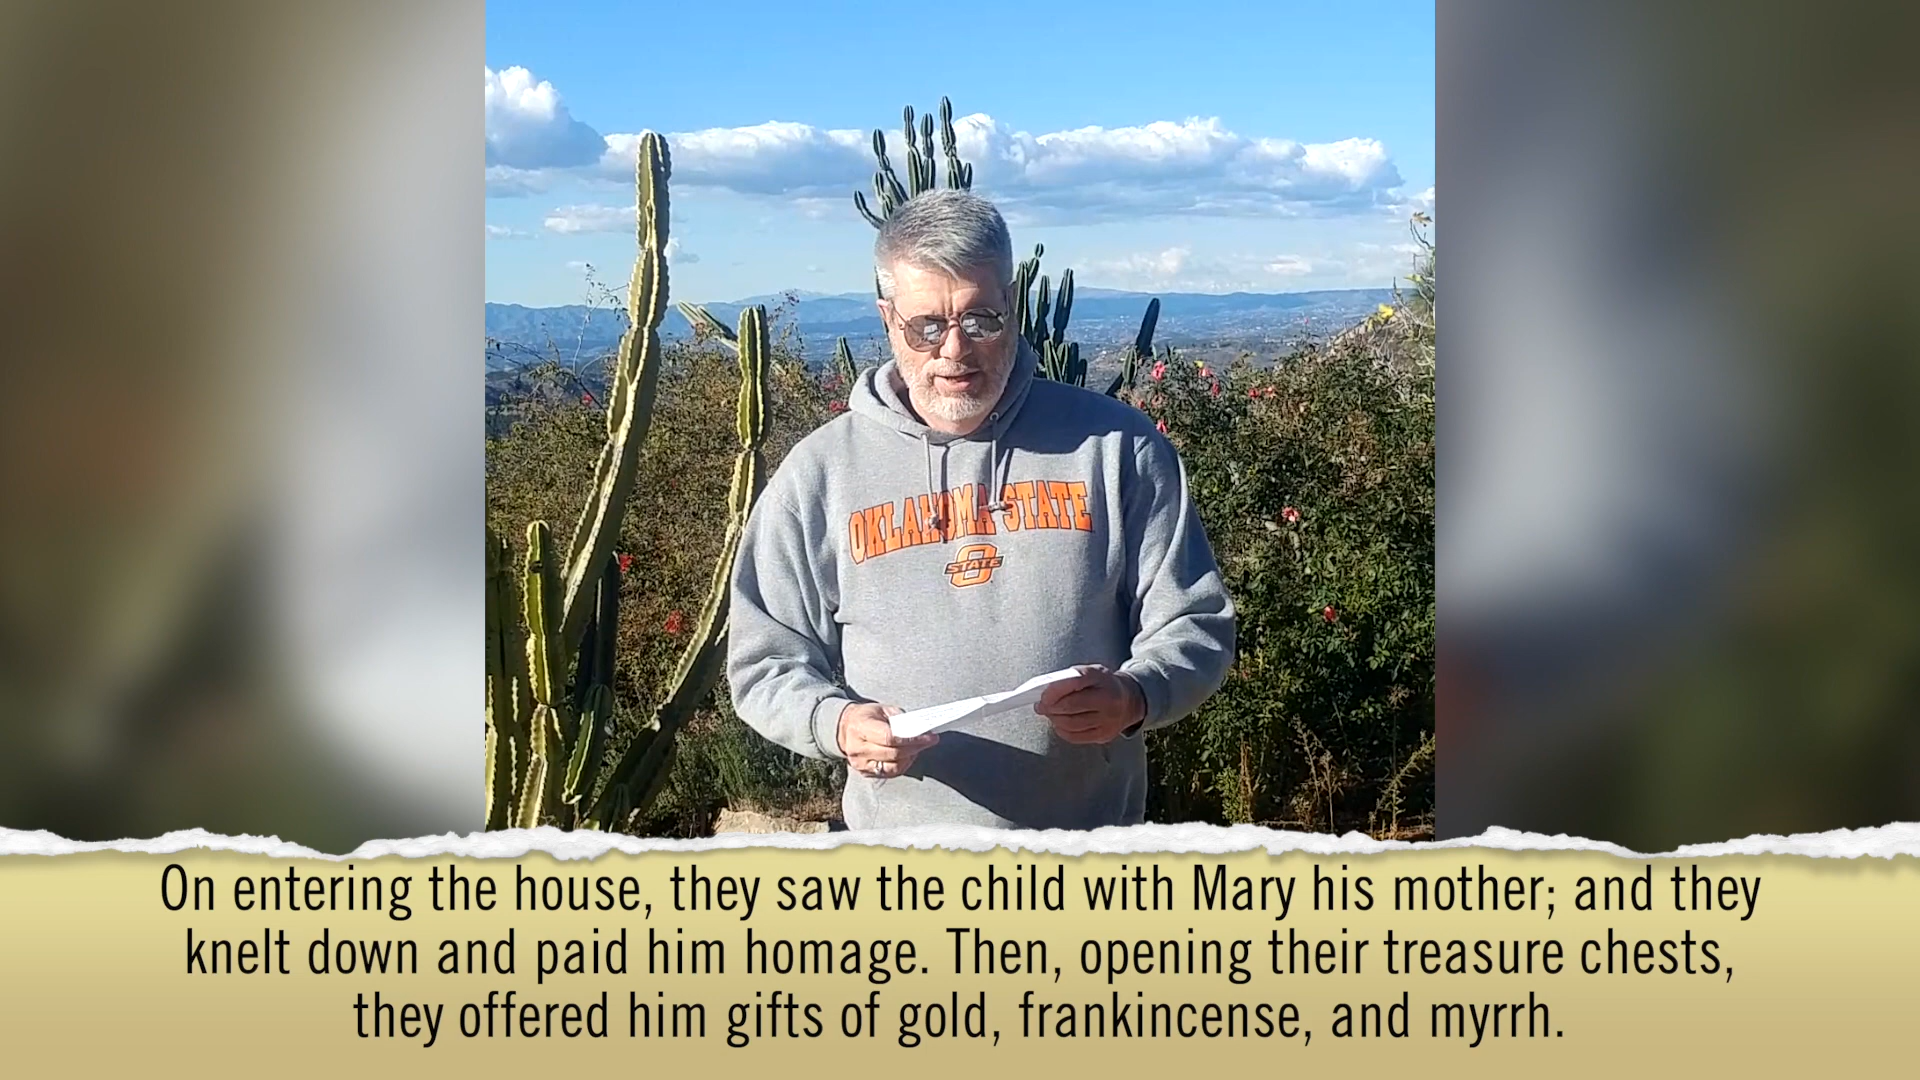 OKLAHOMA STATE
STATE
On entering the house, they saw the child with Mary his mother; and they
knelt down and paid him homage. Then, opening their treasure chests,
they offered him gifts of gold, frankincense, and myrrh.